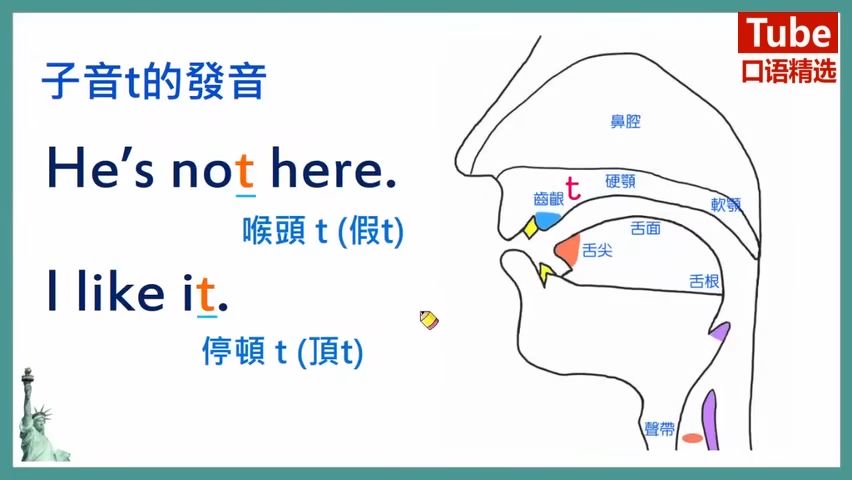 Tube
口语精选
子音t的發音
He's not here.
喉頭 t (假t)
I like it.
停頓 t (頂t)
鼻腔
t
硬顎
齒齦
軟顎
舌面
舌尖
舌根
聲帶